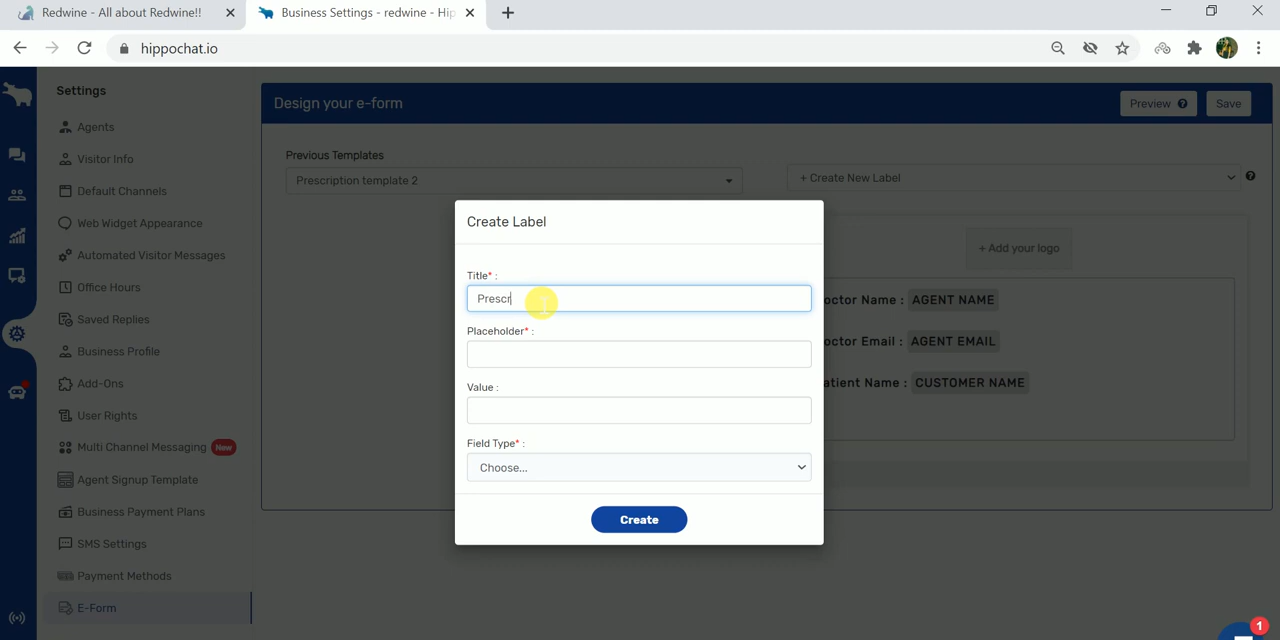 Redwine - All about Redwine!!
Business Settings - redwine - Hip
hippochat.io
Settings
Agents
Visitor Info
Default Channels
Web Widget Appearance
Automated Visitor Messages
Office Hours
Saved Replies
Business Profile
Add-Ons
User Rights
Multi Channel Messaging New
Agent Signup Template
Business Payment Plans
SMS Settings
Payment Methods
E-Form
Design your e-form
Preview ?
Save
Previous Templates
Prescription template 2
+ Create New Label
?
+ Add your logo
octor Name : AGENT NAME
octor Email : AGENT EMAIL
atient Name : CUSTOMER NAME
Create Label
Title* :
Prescr
Placeholder* :
Value :
Field Type* :
Choose...
Create
1